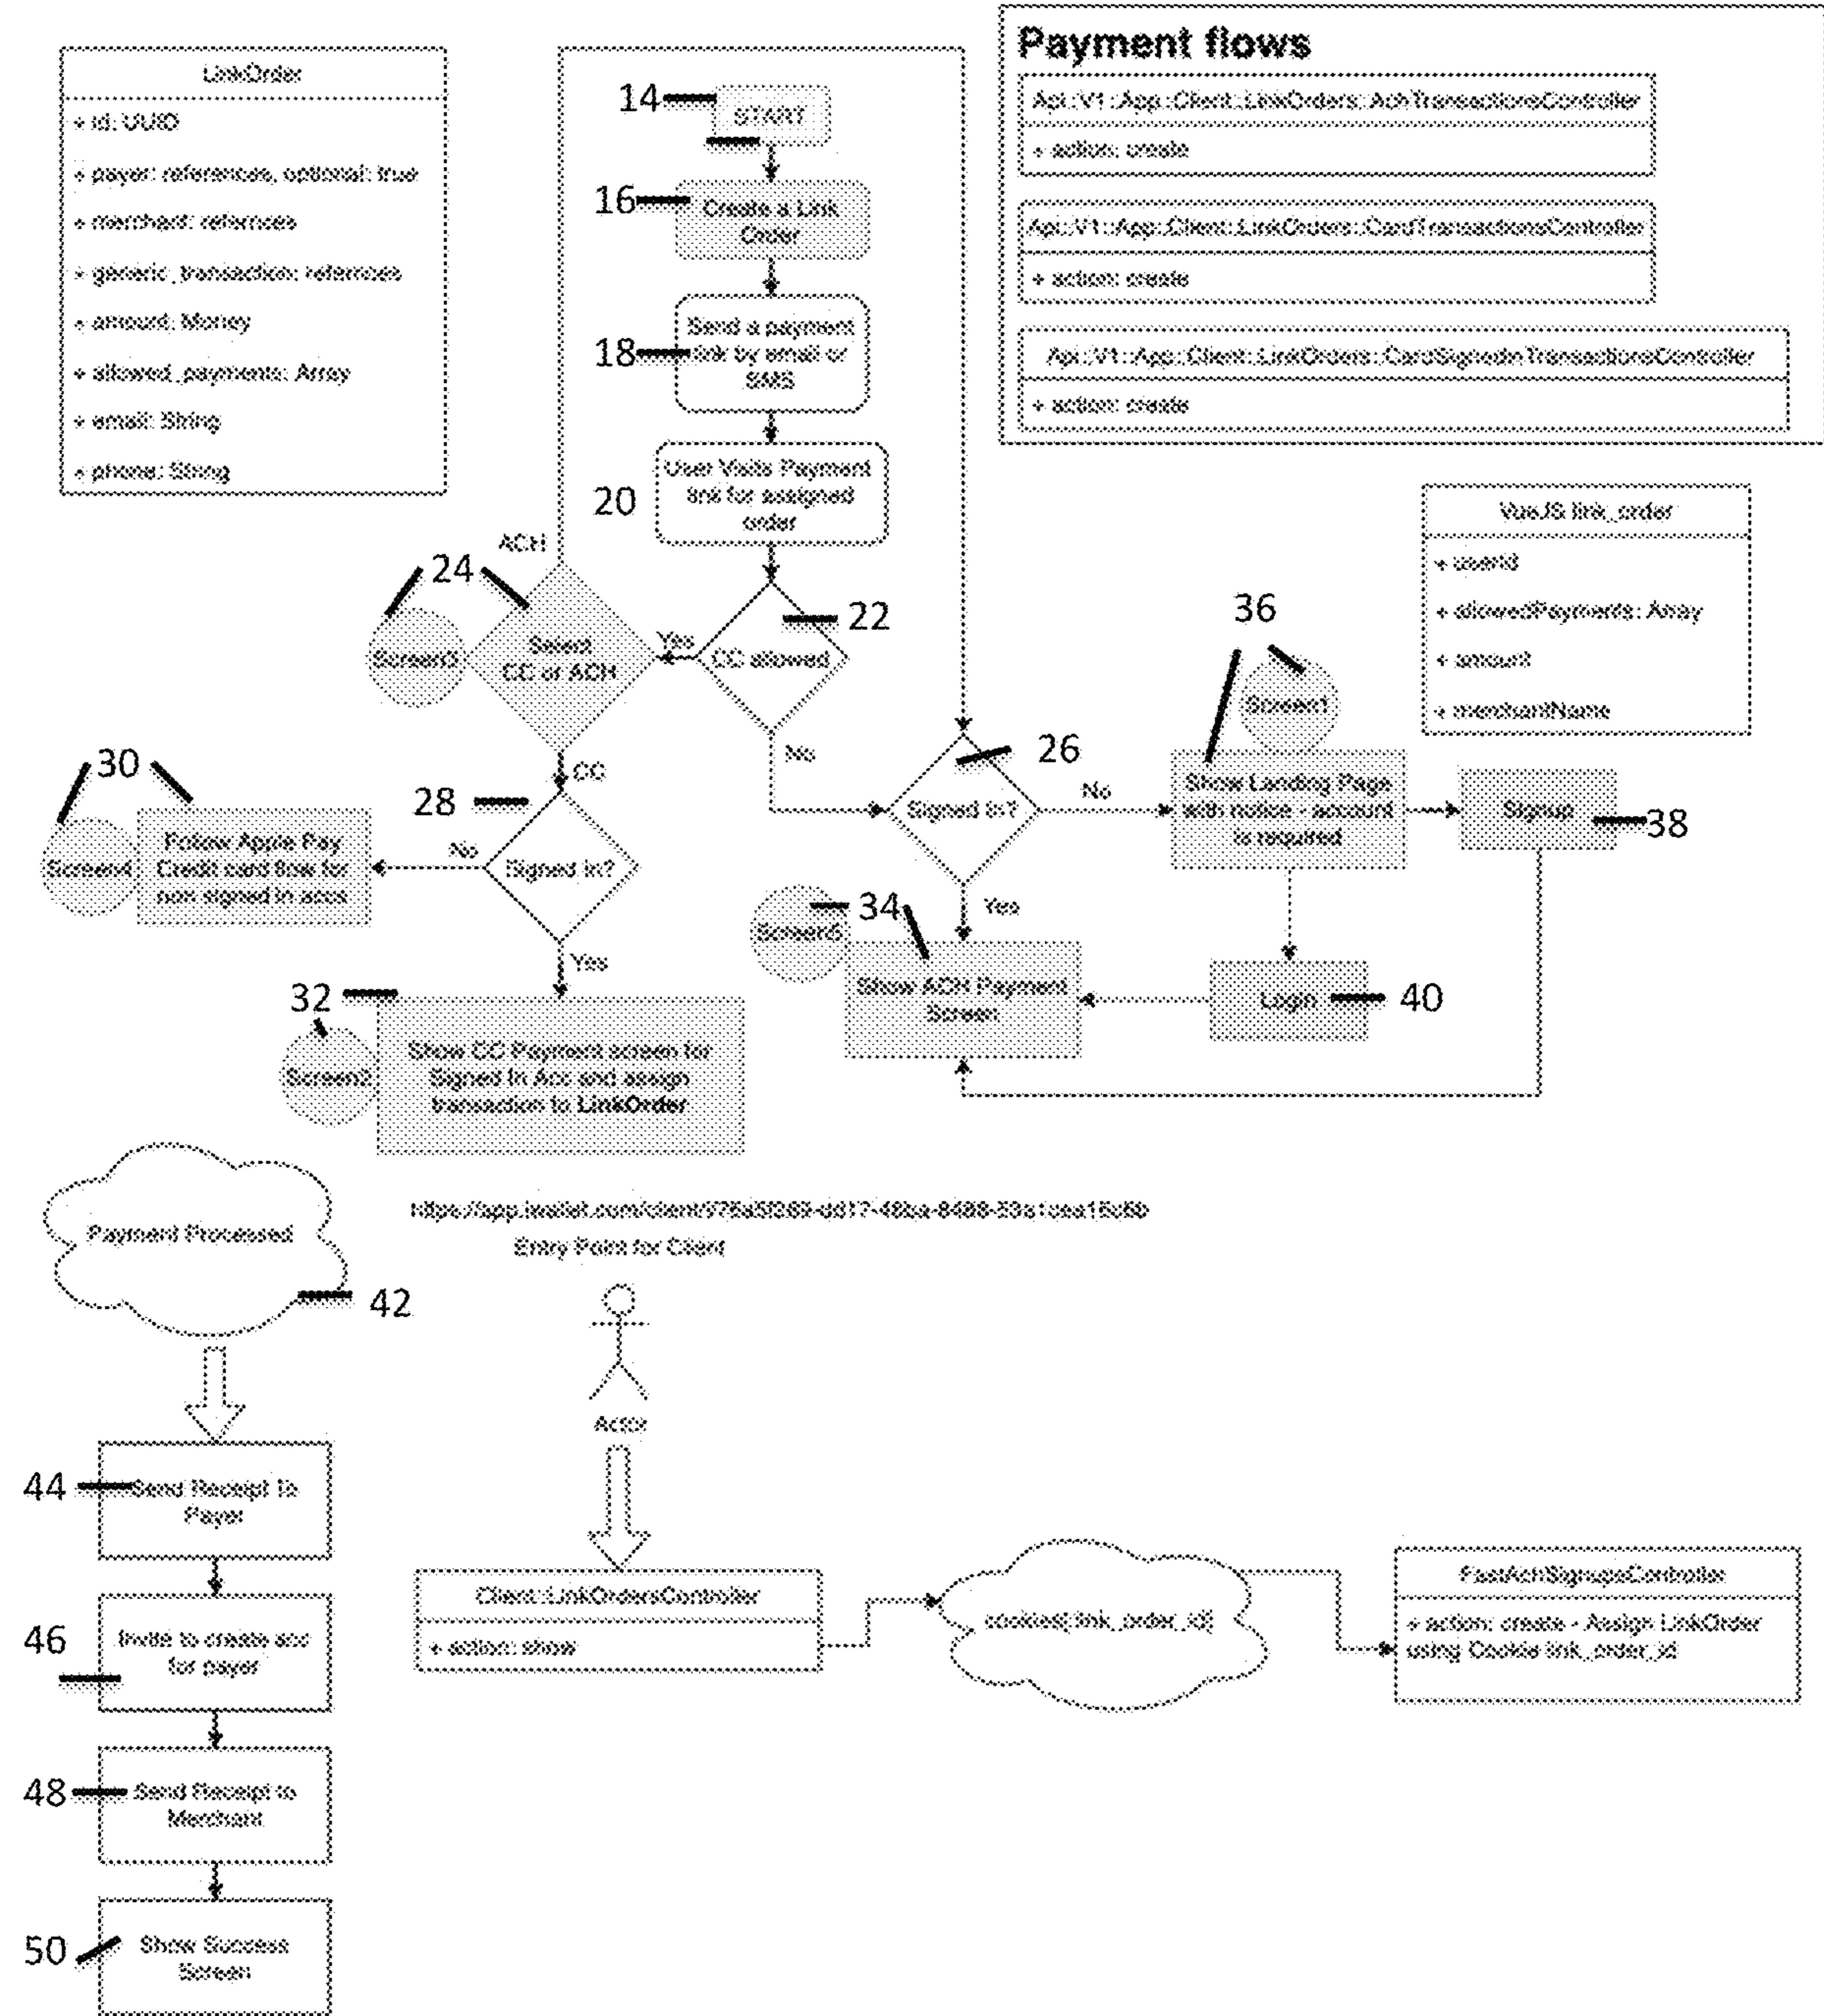 Payment flows
LinkOrder
+ id: UUID
+ payer: references, optional: true
+ merchant: refernces
+ generic_transaction: refernces
+ amount: Money
+ allowed_payments: Array
+ email: String
+ phone: String
Api::V1::App::Client::LinkOrders::AchTransactionsController
+ action: create
Api::V1::App::Client::LinkOrders::CardTransactionsController
+ action: create
Api::V1::App::Client::LinkOrders::CardSignedInTransactionsController
+ action: create
14
START
16
Create a Link
Order
18
Send a payment
link by email or
SMS
20
User Visits Payment
link for assigned
order
VueJS link_order
+ userId
+ allowedPayments: Array
+ amount
+ merchantName
ACH
24
Screen3
Select
CC or ACH
Yes
22
CC allowed
No
CC
36
Screen1
26
Signed in?
No
Show Landing Page
with notice - account
is required
Signup
38
30
Screen4
Follow Apple Pay
Credit card flow for
non signed in accs
28
No
Signed in?
Yes
34
Screen5
Yes
Show ACH Payment
Screen
Login
40
32
Screen2
Show CC Payment screen for
Signed In Acc and assign
transaction to LinkOrder
Payment Processed
42
Entry Point for Client
Actor
44
Send Receipt To
Payer
46
Invite to create acc
for payer
48
Send Receipt to
Merchant
50
Show Success
Screen
Client::LinkOrdersController
+ action: show
cookies[:link_order_id]
FastAchSignupsController
+ action: create - Assign LinkOrder
using Cookie link_order_id